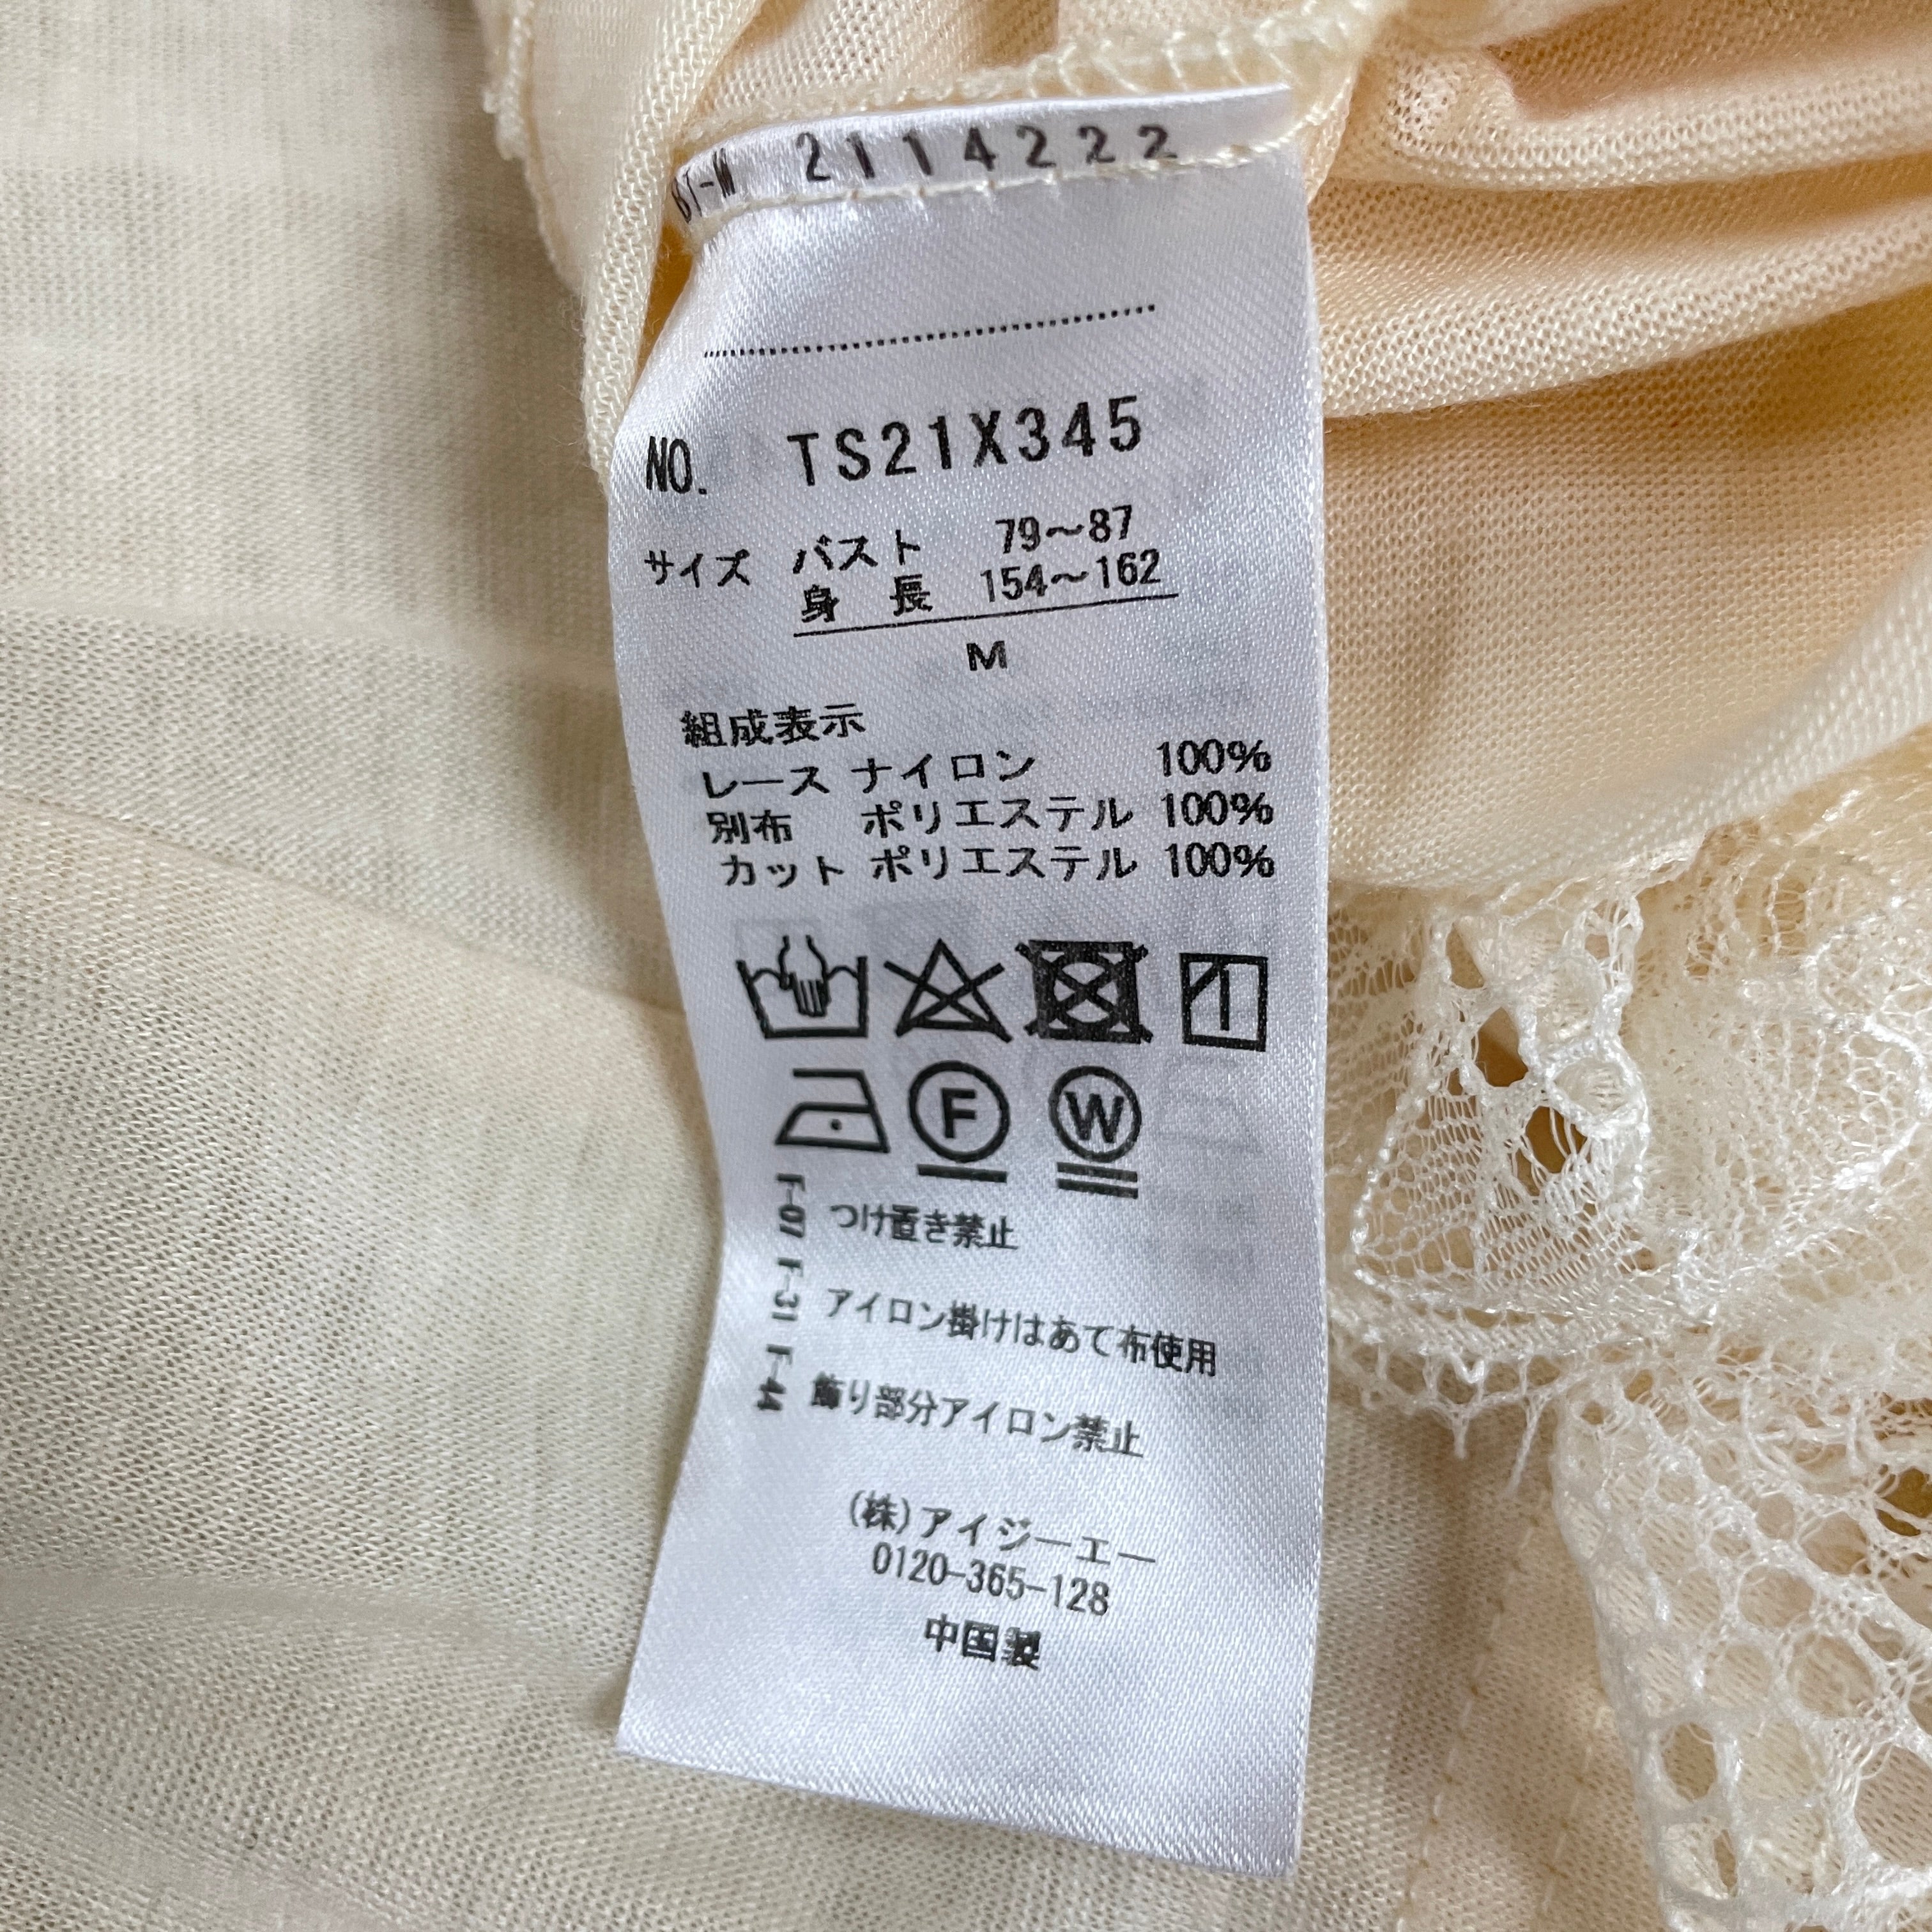 BT-M 2114222
NO. TS21X345
サイズ バスト 79～87
身長 154～162
M
組成表示
レース ナイロン 100%
別布 ポリエステル 100%
カット ポリエステル 100%
F
W
F-07 つけ置き禁止
F-31 アイロン掛けはあて布使用
F-44 飾り部分アイロン禁止
(株)アイジーエー
0120-365-128
中国製